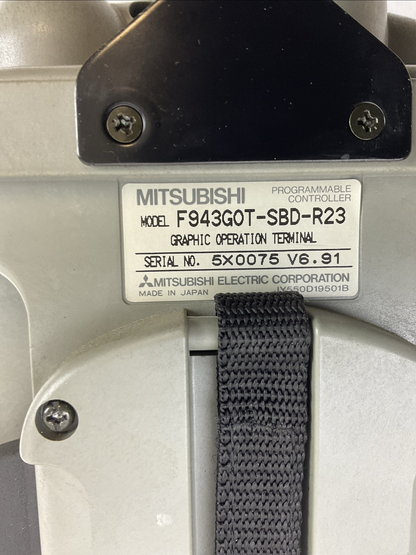 MITSUBISHI PROGRAMMABLE CONTROLLER
MODEL F943GOT-SBD-R23
GRAPHIC OPERATION TERMINAL
SERIAL NO. 5X0075 V6.91
MITSUBISHI ELECTRIC CORPORATION
MADE IN JAPAN JY550D19501B